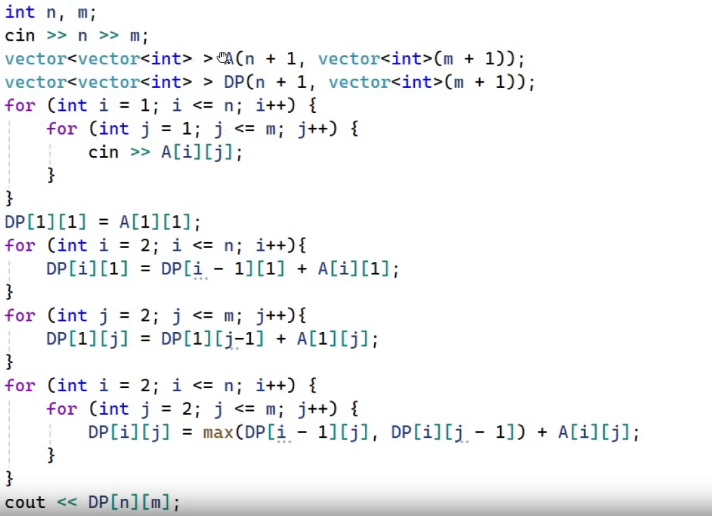 int n, m;
cin >> n >> m;
vector<vector<int> > A(n + 1, vector<int>(m + 1));
vector<vector<int> > DP(n + 1, vector<int>(m + 1));
for (int i = 1; i <= n; i++) {
    for (int j = 1; j <= m; j++) {
        cin >> A[i][j];
    }
}
DP[1][1] = A[1][1];
for (int i = 2; i <= n; i++){
    DP[i][1] = DP[i - 1][1] + A[i][1];
}
for (int j = 2; j <= m; j++){
    DP[1][j] = DP[1][j-1] + A[1][j];
}
for (int i = 2; i <= n; i++) {
    for (int j = 2; j <= m; j++) {
        DP[i][j] = max(DP[i - 1][j], DP[i][j - 1]) + A[i][j];
    }
}
cout << DP[n][m];